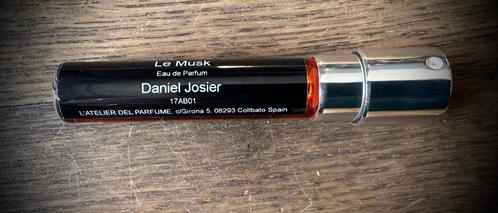 Le Musk
Eau de Parfum
Daniel Josier
17AB01
L'ATELIER DEL PARFUME, c/Girona 5, 08293 Collbato Spain